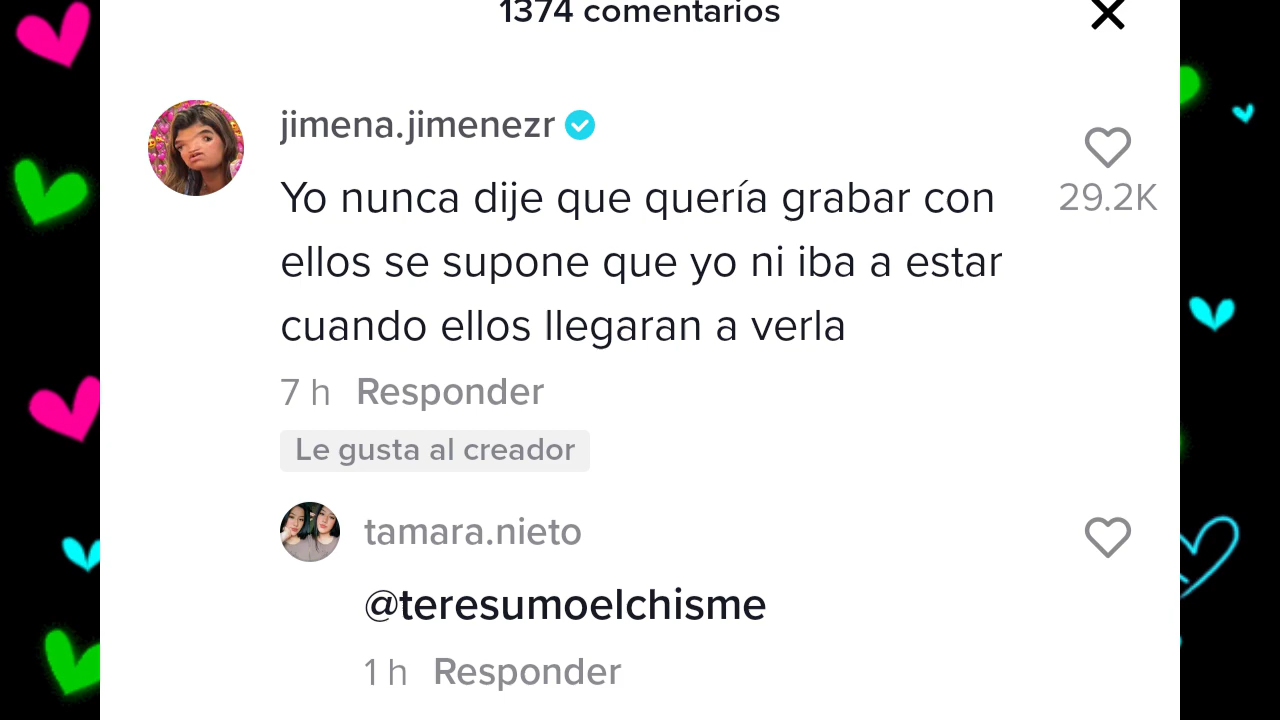 1374 comentarios
jimena.jimenezr
Yo nunca dije que quería grabar con
ellos se supone que yo ni iba a estar
cuando ellos llegaran a verla
29.2K
7 h Responder
Le gusta al creador
tamara.nieto
@teresumoelchisme
1 h Responder